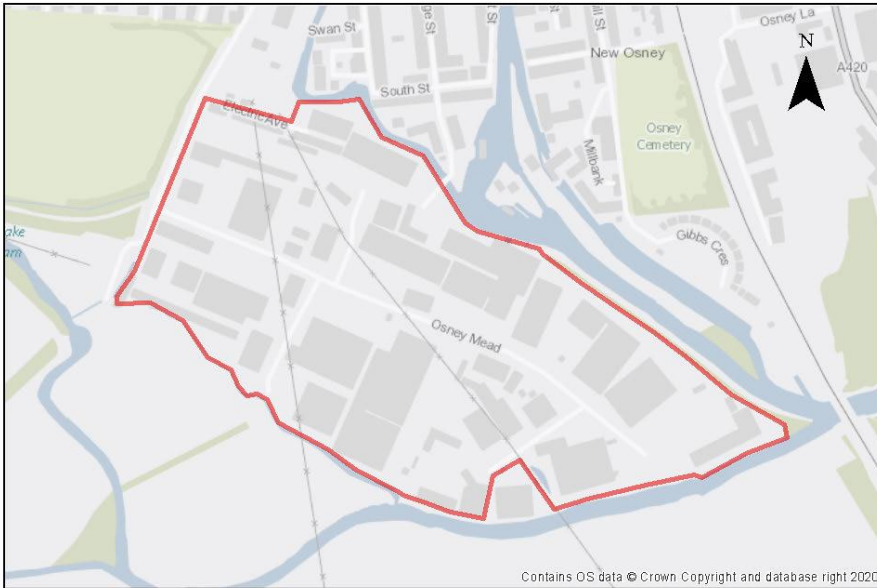 Swan St
South St
New Osney
Osney La
N
A420
Electric Ave
Osney
Cemetery
Millbank
Gibbs Cres
Osney Mead
Contains OS data © Crown Copyright and database right 2020